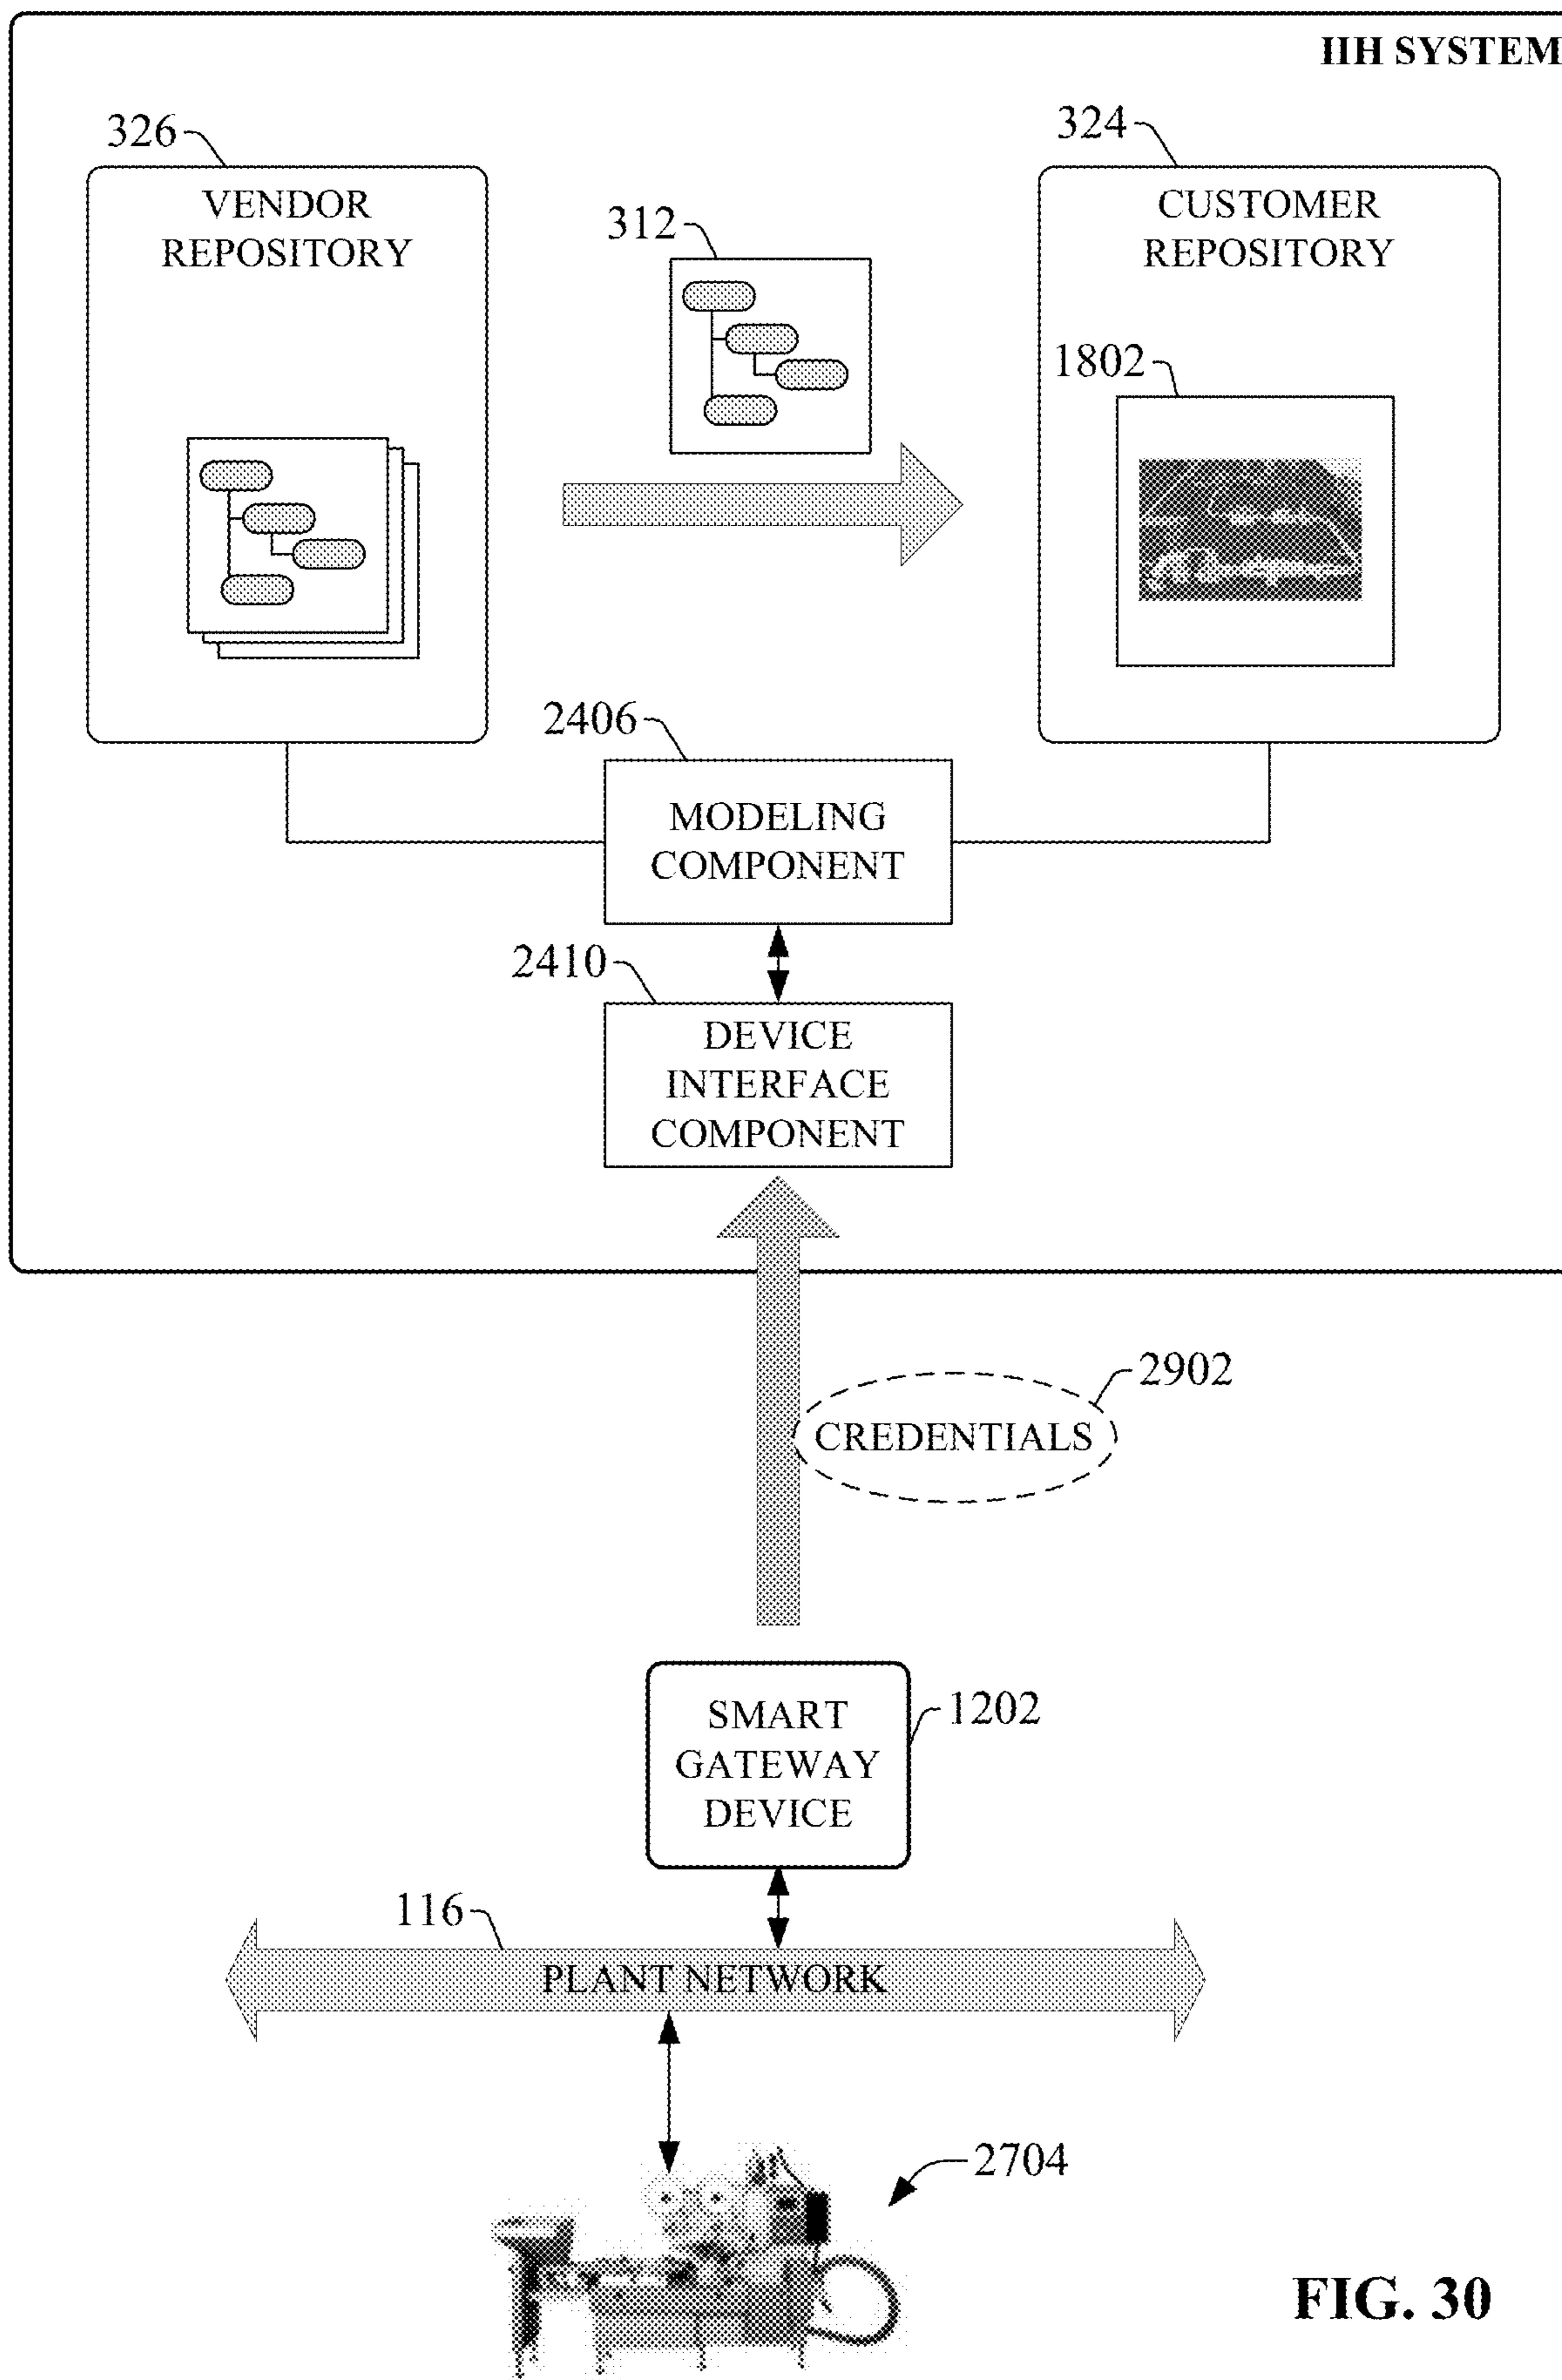 IIH SYSTEM
326
324
VENDOR
REPOSITORY
312
CUSTOMER
REPOSITORY
1802
2406
MODELING
COMPONENT
2410
DEVICE
INTERFACE
COMPONENT
2902
CREDENTIALS
SMART
GATEWAY
DEVICE
1202
116
PLANT NETWORK
2704
FIG. 30